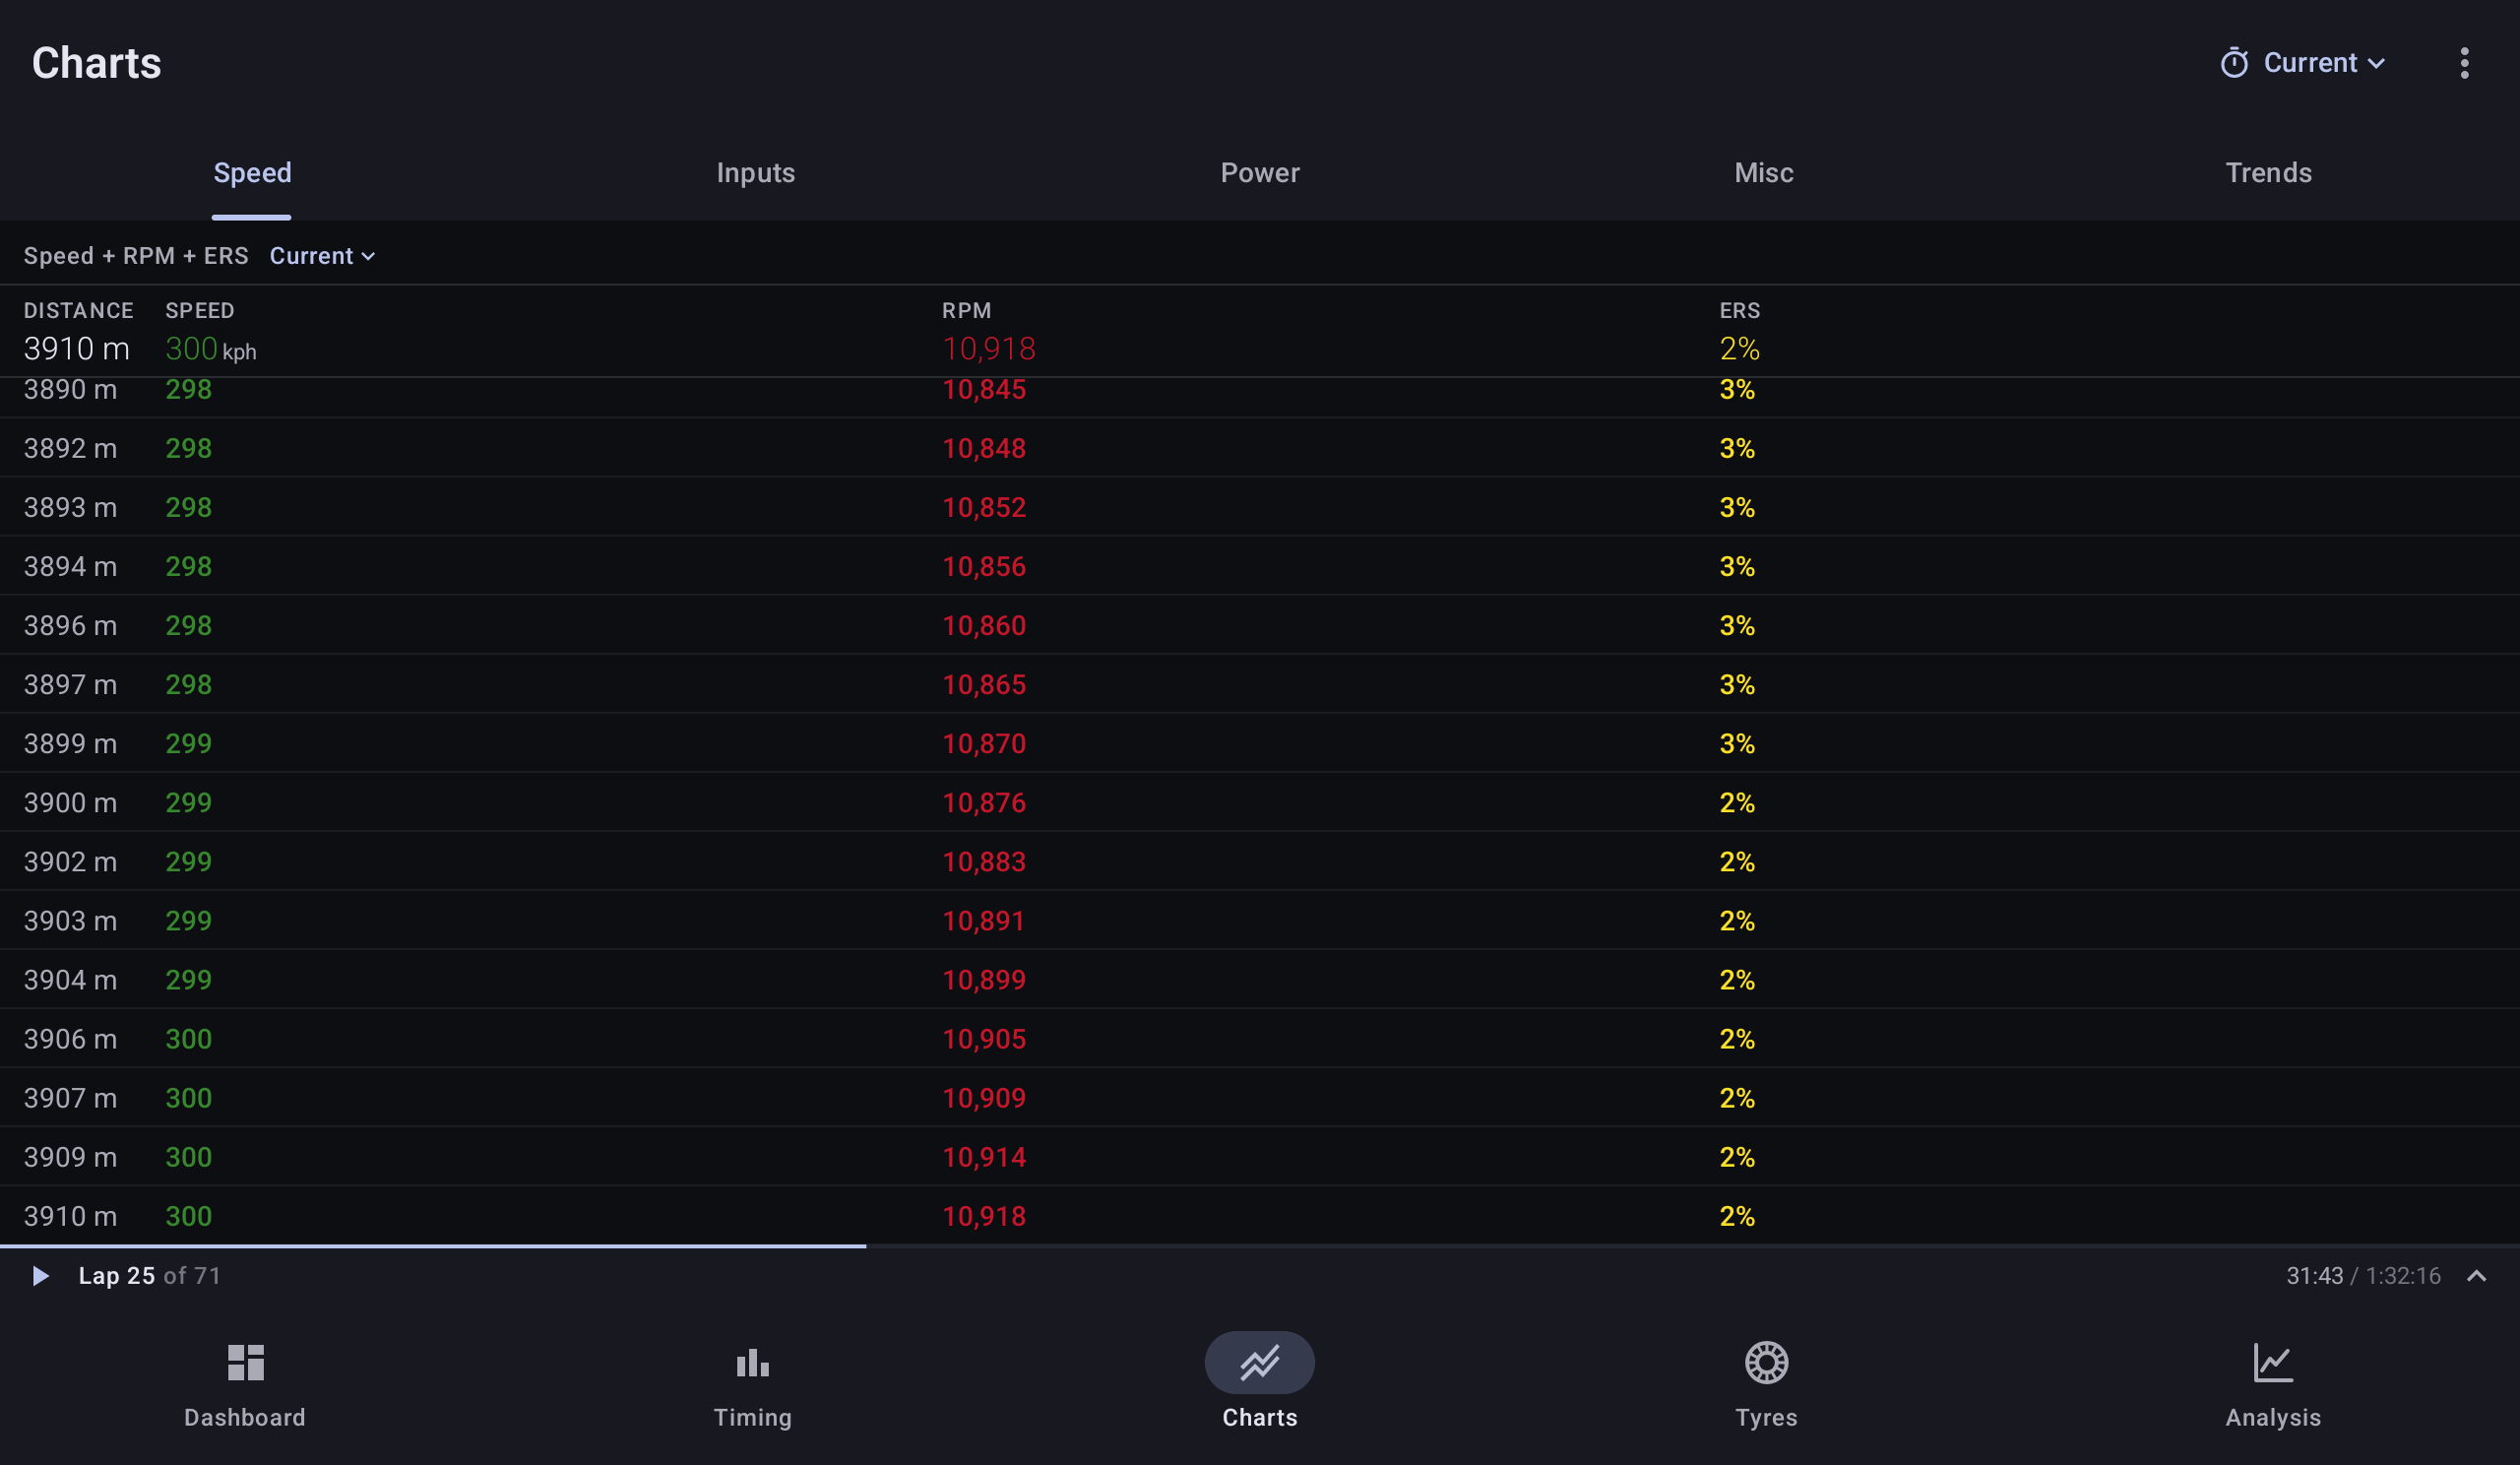 Charts
Current
Speed Inputs Power Misc Trends
Speed + RPM + ERS Current
DISTANCE SPEED RPM ERS
3910 m 300 kph 10,918 2%
3890 m 298 10,845 3%
3892 m 298 10,848 3%
3893 m 298 10,852 3%
3894 m 298 10,856 3%
3896 m 298 10,860 3%
3897 m 298 10,865 3%
3899 m 299 10,870 3%
3900 m 299 10,876 2%
3902 m 299 10,883 2%
3903 m 299 10,891 2%
3904 m 299 10,899 2%
3906 m 300 10,905 2%
3907 m 300 10,909 2%
3909 m 300 10,914 2%
3910 m 300 10,918 2%
Lap 25 of 71 31:43 / 1:32:16
Dashboard Timing Charts Tyres Analysis